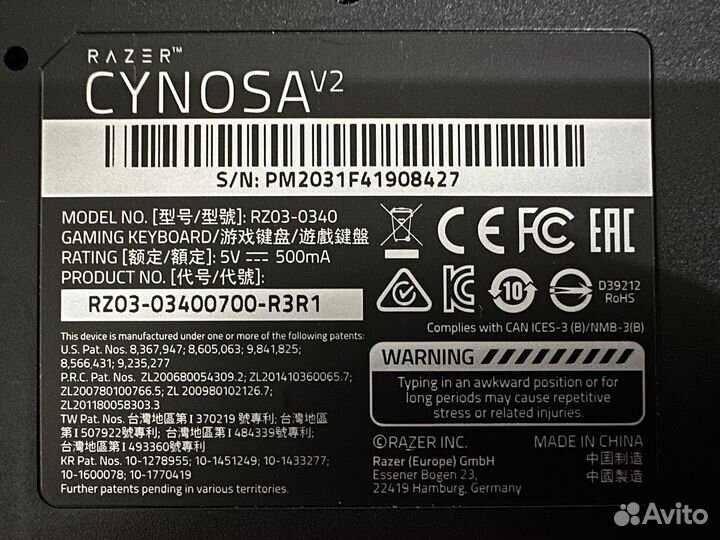 RAZER™
CYNOSA V2
S/N: PM2031F41908427
MODEL NO. [型号/型號]: RZ03-0340
GAMING KEYBOARD/游戏键盘/遊戲鍵盤
RATING [额定/額定]: 5V ⎓ 500mA
PRODUCT NO. [代号/代號]:
RZ03-03400700-R3R1
This device is manufactured under one or more of the following patents:
U.S. Pat. Nos. 8,367,947; 8,605,063; 9,841,825;
8,566,431; 9,235,277
P.R.C. Pat. Nos. ZL200680054309.2; ZL201410360065.7;
ZL200780100766.5; ZL 200980102126.7;
ZL201180058303.3
TW Pat. Nos. 台灣地區第 I 370219 號專利; 台灣地區
第 I 507922號專利; 台灣地區第 I 484339號專利; 台灣地區
第 I 493360號專利
KR Pat Nos. 10-1278955; 10-1451249; 10-1433277;
10-1600078; 10-1770419
Further patents pending in various territories.
CE FC EAC
10
D39212
RoHS
Complies with CAN ICES-3 (B)/NMB-3(B)
WARNING
Typing in an awkward position or for
long periods may cause repetitive
stress or related injuries.
©RAZER INC.
Razer (Europe) GmbH
Essener Bogen 23,
22419 Hamburg, Germany
MADE IN CHINA
中国制造
中國製造
Avito